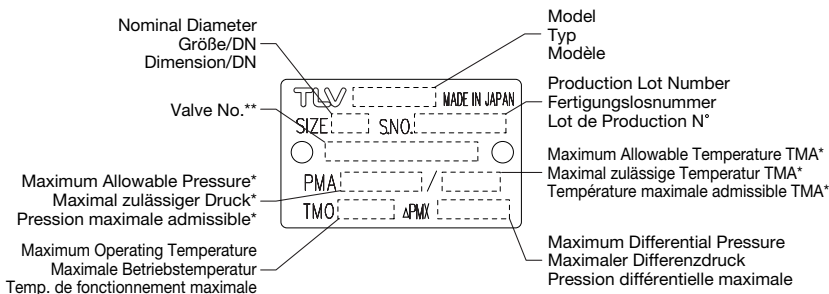 Nominal Diameter
Größe/DN
Dimension/DN
Model
Typ
Modèle
Valve No.**
Production Lot Number
Fertigungslosnummer
Lot de Production N°
TLV MADE IN JAPAN
SIZE S.NO.
PMA /
TMO ΔPMX
Maximum Allowable Pressure*
Maximal zulässiger Druck*
Pression maximale admissible*
Maximum Allowable Temperature TMA*
Maximal zulässige Temperatur TMA*
Température maximale admissible TMA*
Maximum Operating Temperature
Maximale Betriebstemperatur
Temp. de fonctionnement maximale
Maximum Differential Pressure
Maximaler Differenzdruck
Pression différentielle maximale